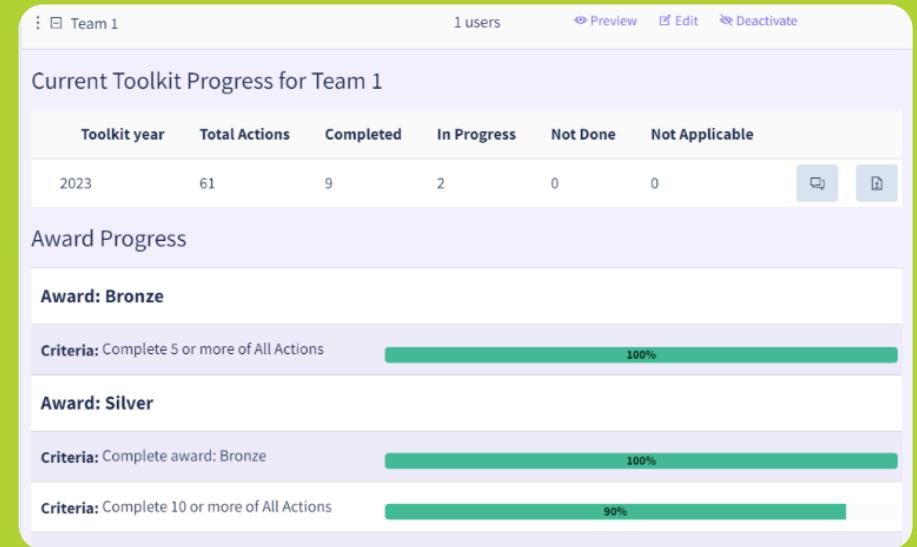 Team 1 1 users Preview Edit Deactivate
Current Toolkit Progress for Team 1
Toolkit year Total Actions Completed In Progress Not Done Not Applicable
2023 61 9 2 0 0
Award Progress
Award: Bronze
Criteria: Complete 5 or more of All Actions 100%
Award: Silver
Criteria: Complete award: Bronze 100%
Criteria: Complete 10 or more of All Actions 90%